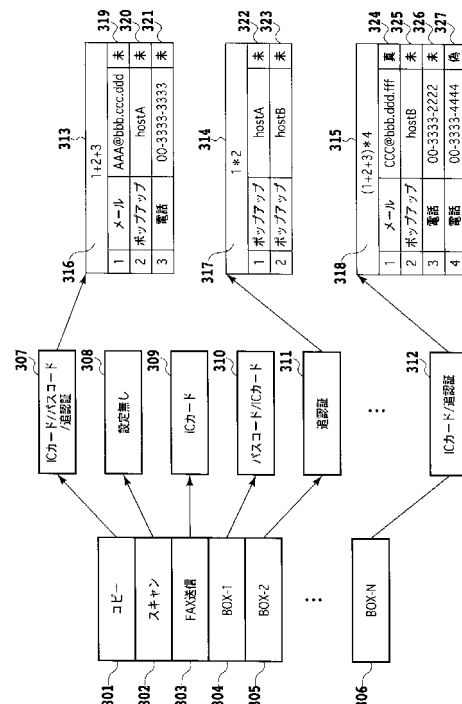 301 コピー
302 スキャン
303 FAX送信
304 BOX-1
305 BOX-2
306 BOX-N
307 ICカード/パスコード
/追認証
308 設定無し
309 ICカード
310 パスコード/ICカード
311 追認証
312 ICカード/追認証
313
316 1+2+3
1 メール AAA@bbb.ccc.ddd 未 319
2 ポップアップ hostA 未 320
3 電話 00-3333-3333 未 321
314
317 1*2
1 ポップアップ hostA 未 322
2 ポップアップ hostB 未 323
315
318 (1+2+3)*4
1 メール CCC@bbb.ddd.fff 真 324
2 ポップアップ hostB 未 325
3 電話 00-3333-2222 未 326
4 電話 00-3333-4444 偽 327